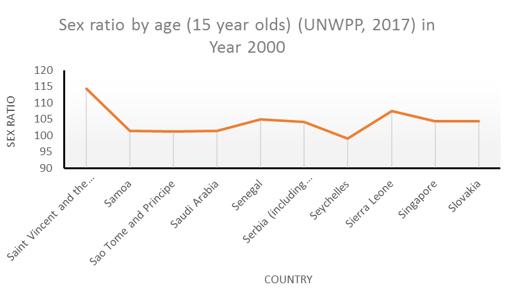 Sex ratio by age (15 year olds) (UNWPP, 2017) in
Year 2000
120
115
110
105
100
95
90
SEX RATIO
Saint Vincent and the...
Samoa
Sao Tome and Principe
Saudi Arabia
Senegal
Serbia (including...
Seychelles
Sierra Leone
Singapore
Slovakia
COUNTRY